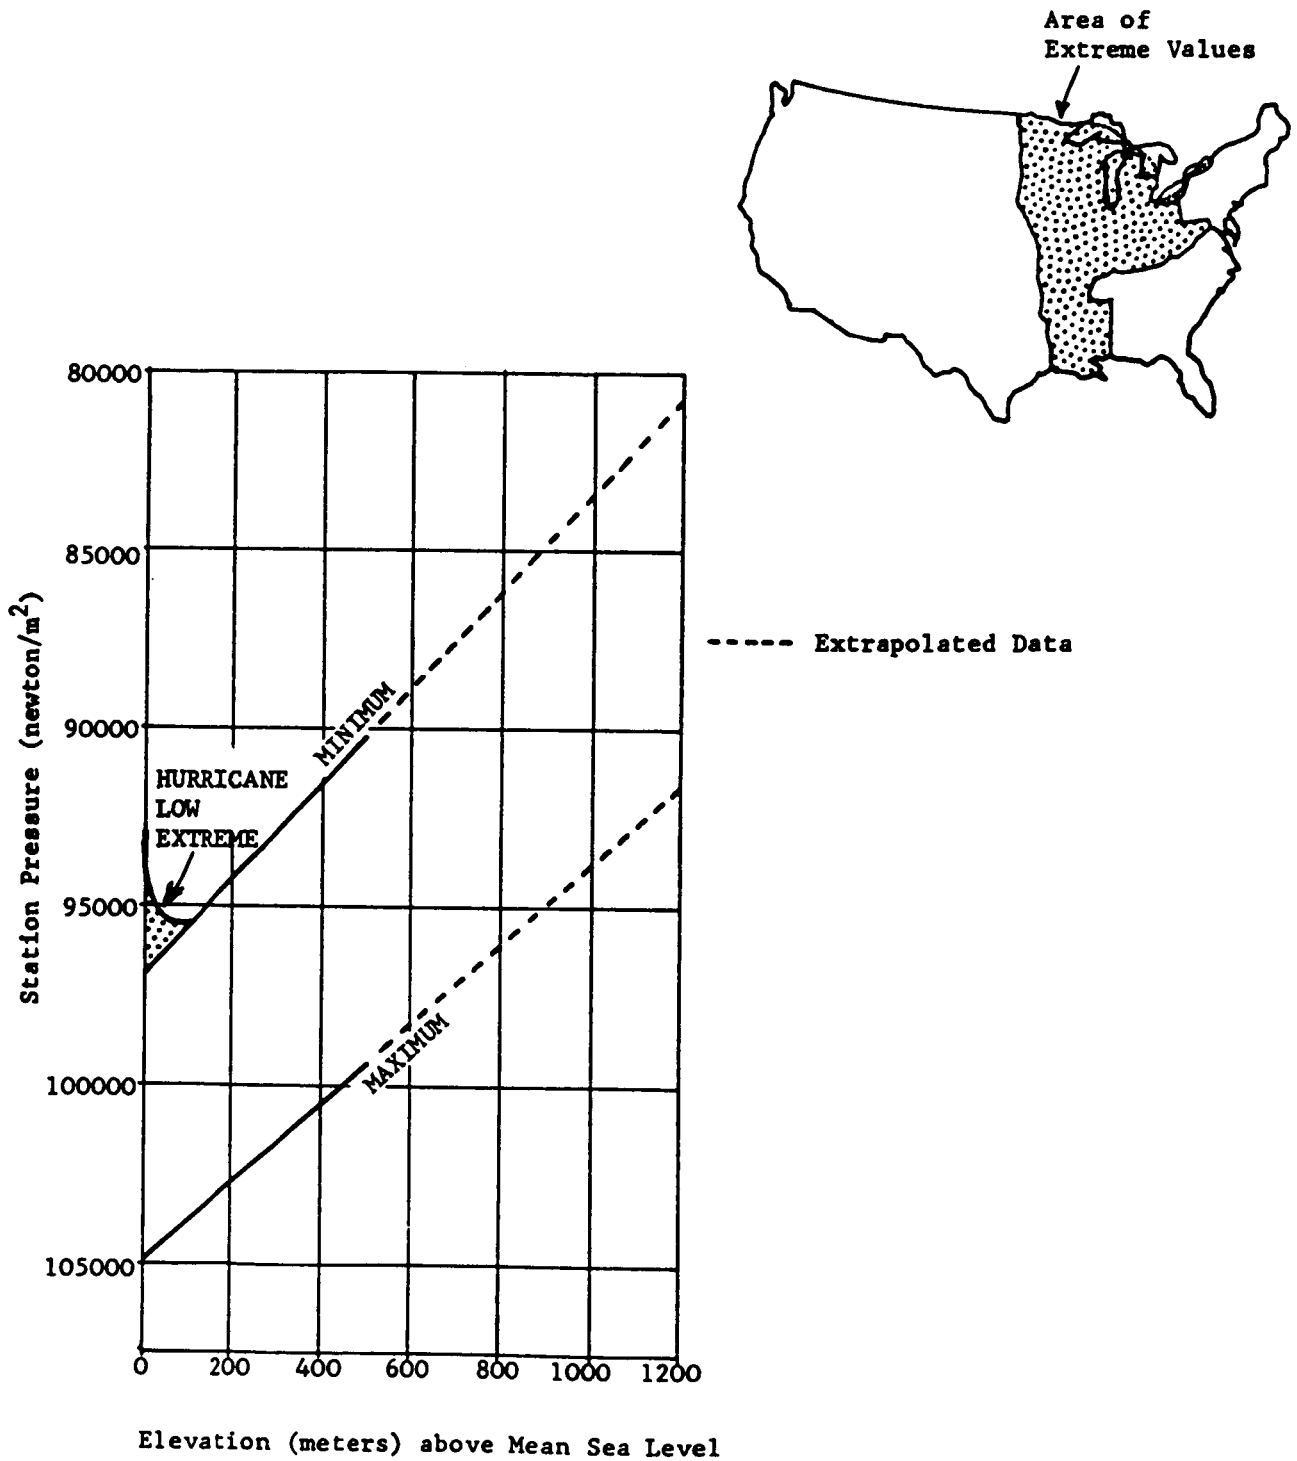 Area of
Extreme Values
80000
85000
90000
95000
100000
105000
Station Pressure (newton/m²)
MINIMUM
HURRICANE
LOW
EXTREME
MAXIMUM
----- Extrapolated Data
0 200 400 600 800 1000 1200
Elevation (meters) above Mean Sea Level